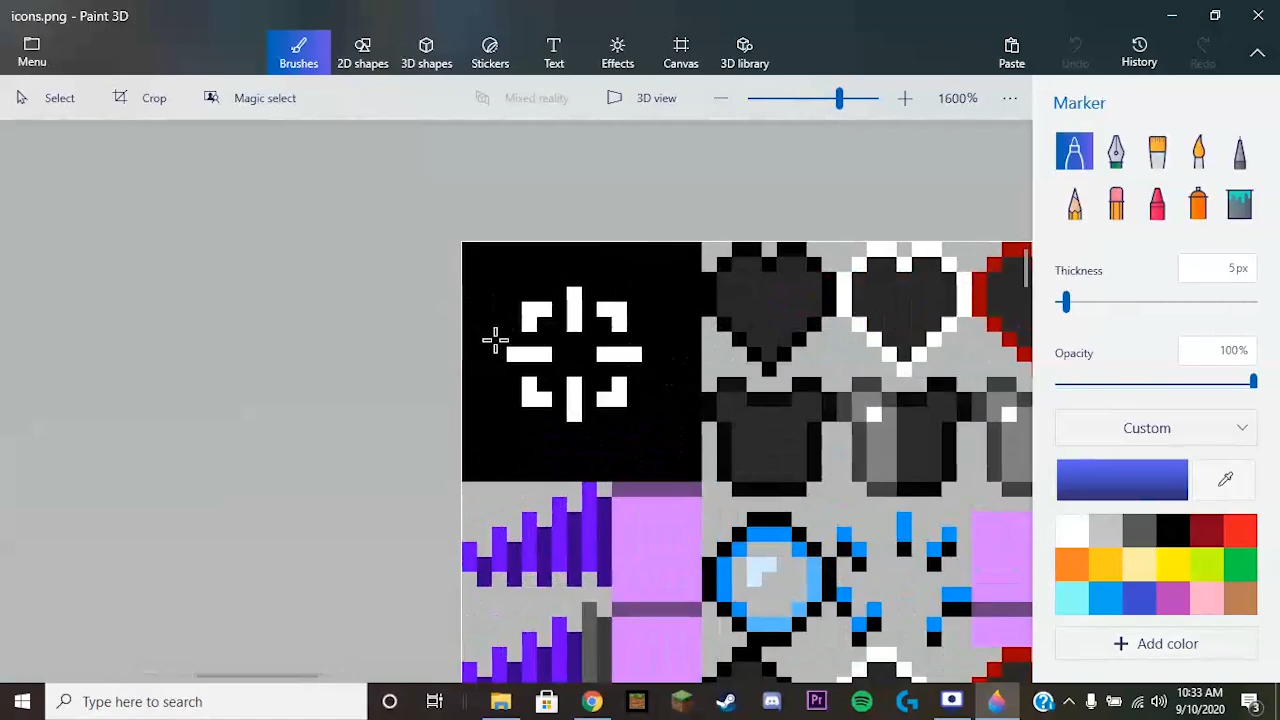 icons.png - Paint 3D
Menu
Brushes
2D shapes
3D shapes
Stickers
Text
Effects
Canvas
3D library
Paste
Undo
History
Redo
Select
Crop
Magic select
Mixed reality
3D view
1600%
Marker
Thickness
5px
Opacity
100%
Custom
Add color
Type here to search
Pr
10:33 AM
9/10/2020
3